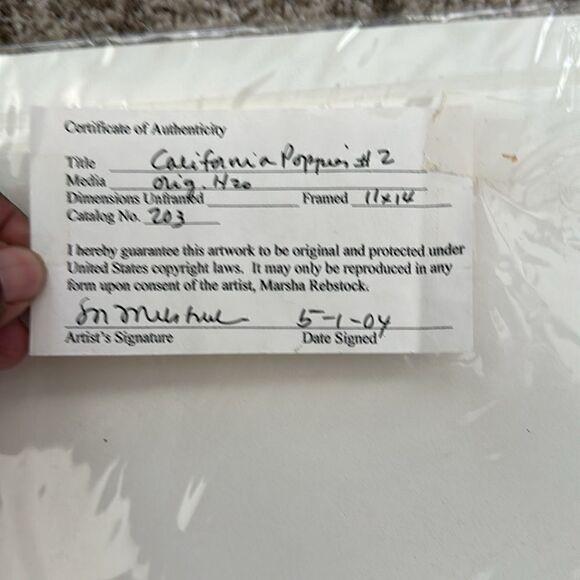 Certificate of Authenticity
Title California Poppies #2
Media orig. H20
Dimensions Unframed Framed 11x14
Catalog No. 203
I hereby guarantee this artwork to be original and protected under
United States copyright laws. It may only be reproduced in any
form upon consent of the artist, Marsha Rebstock.
5-1-04
Artist's Signature Date Signed